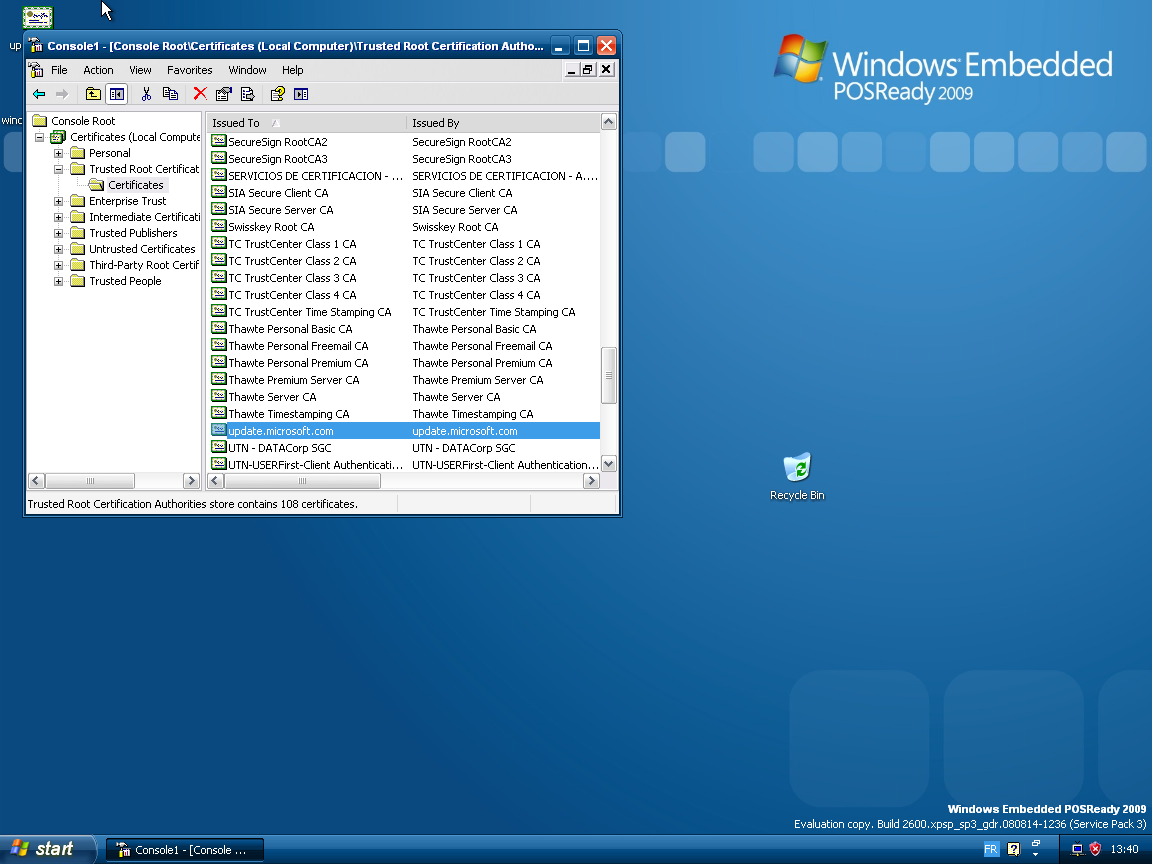 up
wind
Console1 - [Console Root\Certificates (Local Computer)\Trusted Root Certification Autho...
File Action View Favorites Window Help
Console Root
Certificates (Local Compute
Personal
Trusted Root Certificat
Certificates
Enterprise Trust
Intermediate Certificati
Trusted Publishers
Untrusted Certificates
Third-Party Root Certif
Trusted People
Issued To Issued By
SecureSign RootCA2 SecureSign RootCA2
SecureSign RootCA3 SecureSign RootCA3
SERVICIOS DE CERTIFICACION - ... SERVICIOS DE CERTIFICACION - A....
SIA Secure Client CA SIA Secure Client CA
SIA Secure Server CA SIA Secure Server CA
Swisskey Root CA Swisskey Root CA
TC TrustCenter Class 1 CA TC TrustCenter Class 1 CA
TC TrustCenter Class 2 CA TC TrustCenter Class 2 CA
TC TrustCenter Class 3 CA TC TrustCenter Class 3 CA
TC TrustCenter Class 4 CA TC TrustCenter Class 4 CA
TC TrustCenter Time Stamping CA TC TrustCenter Time Stamping CA
Thawte Personal Basic CA Thawte Personal Basic CA
Thawte Personal Freemail CA Thawte Personal Freemail CA
Thawte Personal Premium CA Thawte Personal Premium CA
Thawte Premium Server CA Thawte Premium Server CA
Thawte Server CA Thawte Server CA
Thawte Timestamping CA Thawte Timestamping CA
update.microsoft.com update.microsoft.com
UTN - DATACorp SGC UTN - DATACorp SGC
UTN-USERFirst-Client Authenticati... UTN-USERFirst-Client Authentication...
Trusted Root Certification Authorities store contains 108 certificates.
Windows Embedded
POSReady 2009
Recycle Bin
Windows Embedded POSReady 2009
Evaluation copy. Build 2600.xpsp_sp3_gdr.080814-1236 (Service Pack 3)
start
Console1 - [Console ...
FR
13:40